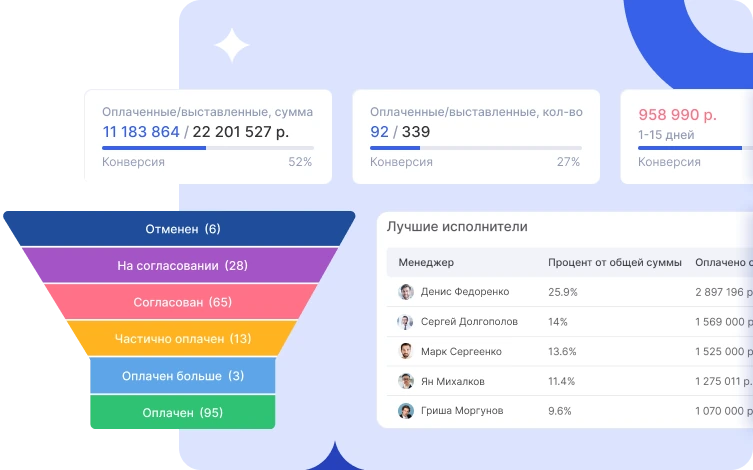 Оплаченные/выставленные, сумма
11 183 864 / 22 201 527 р.
Конверсия 52%
Оплаченные/выставленные, кол-во
92 / 339
Конверсия 27%
958 990 р.
1-15 дней
Конверсия
Отменен (6)
На согласовании (28)
Согласован (65)
Частично оплачен (13)
Оплачен больше (3)
Оплачен (95)
Лучшие исполнители
Менеджер Процент от общей суммы Оплачено
Денис Федоренко 25.9% 2 897 196 р
Сергей Долгополов 14% 1 569 000 р
Марк Сергеенко 13.6% 1 525 000 р
Ян Михалков 11.4% 1 275 011 р.
Гриша Моргунов 9.6% 1 070 000 р